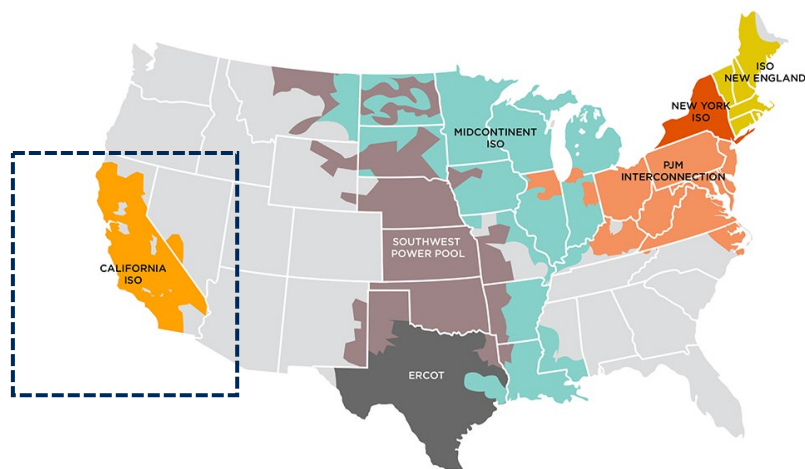 ISO
NEW ENGLAND
NEW YORK
ISO
MIDCONTINENT
ISO
PJM
INTERCONNECTION
SOUTHWEST
POWER POOL
CALIFORNIA
ISO
ERCOT